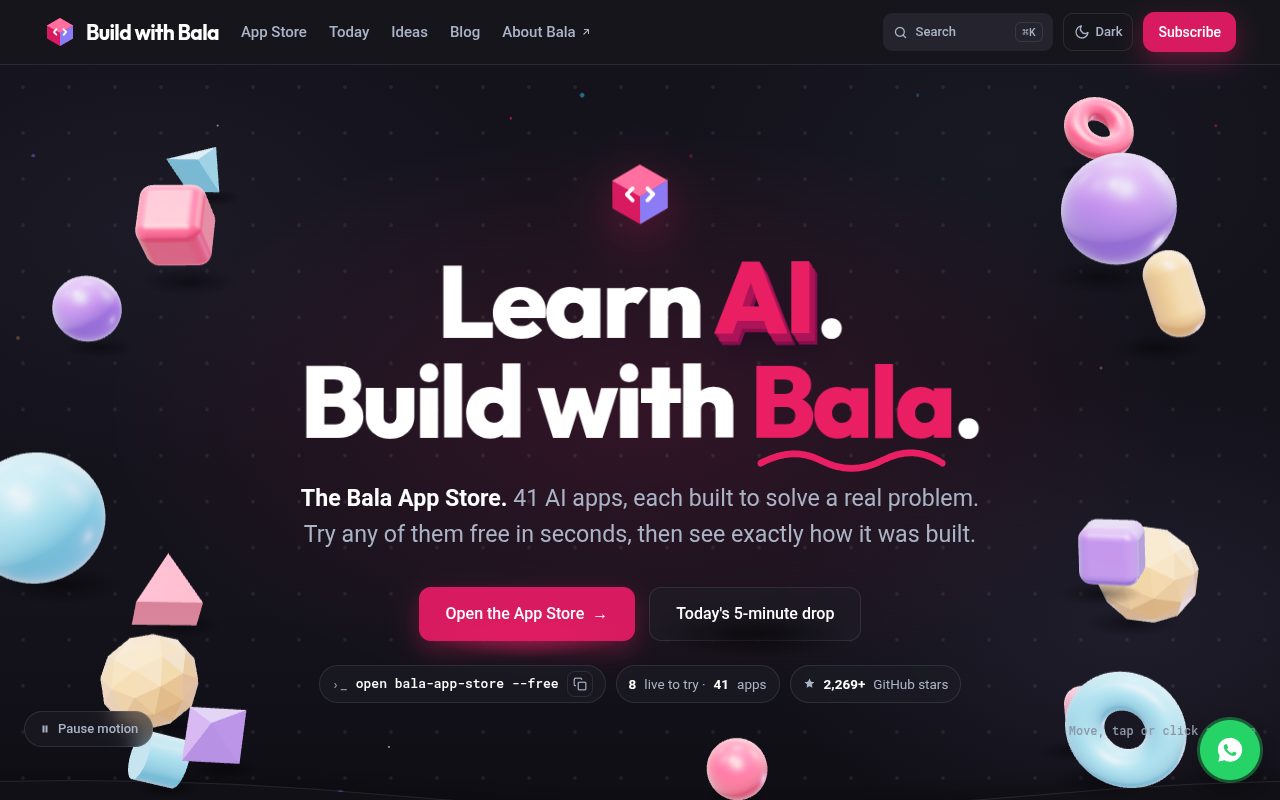 Build with Bala
App Store
Today
Ideas
Blog
About Bala ↗
Search
⌘K
Dark
Subscribe
Learn AI.
Build with Bala.
The Bala App Store. 41 AI apps, each built to solve a real problem.
Try any of them free in seconds, then see exactly how it was built.
Open the App Store →
Today's 5-minute drop
›_ open bala-app-store --free
8 live to try · 41 apps
★ 2,269+ GitHub stars
Pause motion
Move, tap or click